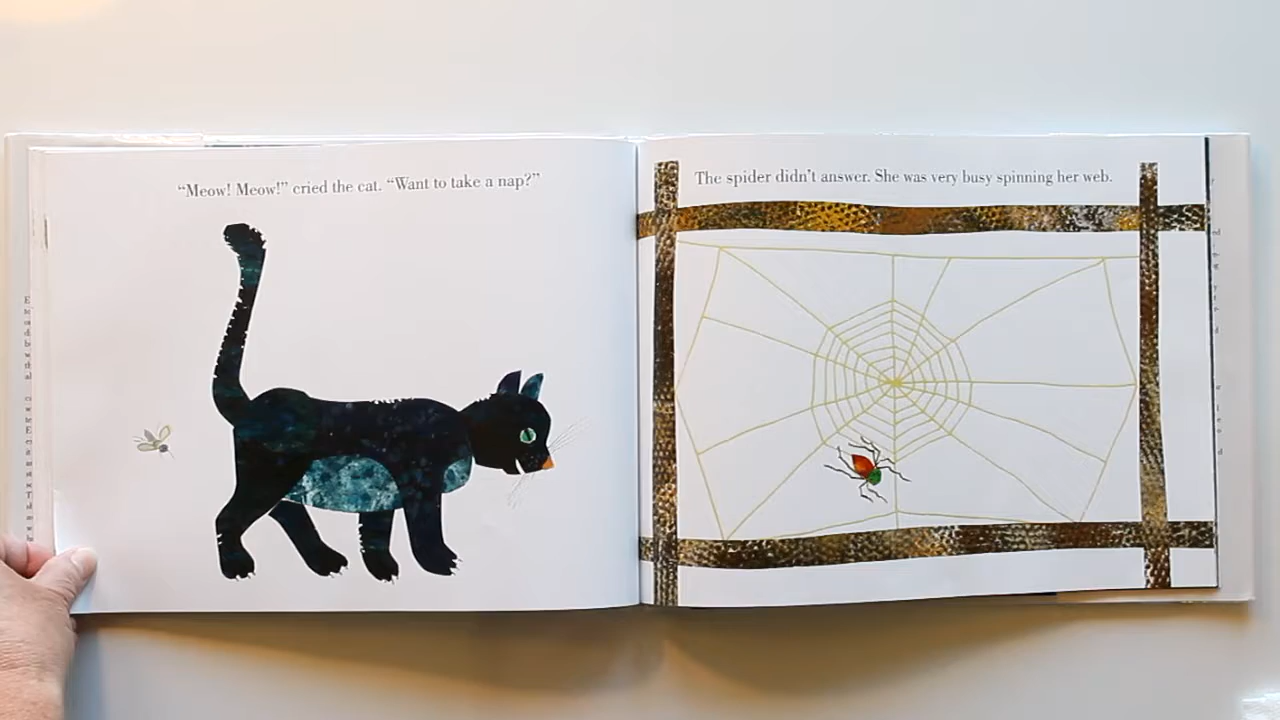 “Meow! Meow!” cried the cat. “Want to take a nap?”
The spider didn’t answer. She was very busy spinning her web.